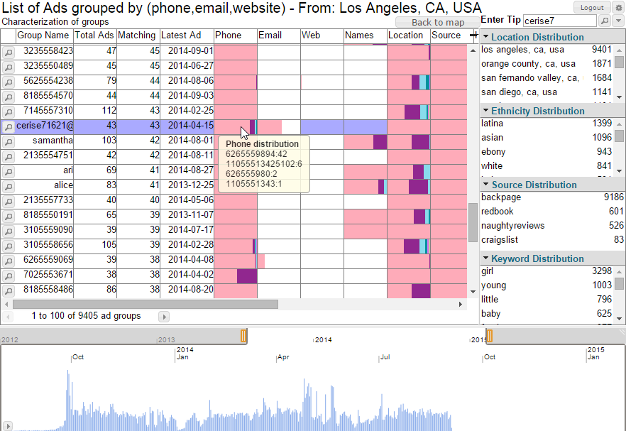 List of Ads grouped by (phone,email,website) - From: Los Angeles, CA, USA
Logout
Characterization of groups
Back to map
Enter Tip cerise7
Group Name Total Ads Matching Latest Ad Phone Email Web Names Location Source
3235558423 47 45 2014-09-01
3235550489 45 45 2014-06-27
5625554238 79 44 2014-08-06
8185554570 44 44 2014-09-03
7145557310 112 43 2014-02-25
cerise71621@ 43 43 2014-04-15
samantha 103 42 2014-08-01
2135554751 42 42 2014-08-11
ari 69 41 2014-08-27
alice 83 41 2013-12-25
2135557733 40 40 2014-05-06
8185550191 65 39 2013-11-07
3105559090 39 39 2014-07-17
3105558656 105 39 2014-02-28
6265559069 39 38 2014-04-08
7025553671 38 38 2014-04-02
8185558486 86 38 2014-08-20
Phone distribution
6265559894:42
11055513425102:6
626555980:2
1105551343:1
1 to 100 of 9405 ad groups
Location Distribution
los angeles, ca, usa 9401
orange county, ca, usa 1871
san fernando valley, 1684
san diego, ca, usa 1141
Ethnicity Distribution
latina 1399
asian 1096
ebony 943
white 841
Source Distribution
backpage 9186
redbook 601
naughtyreviews 526
craigslist 83
Keyword Distribution
girl 3298
young 1003
little 796
baby 625
2012 2013 2014 2015
Oct 2014 Jan Apr Jul Oct 2015 Jan